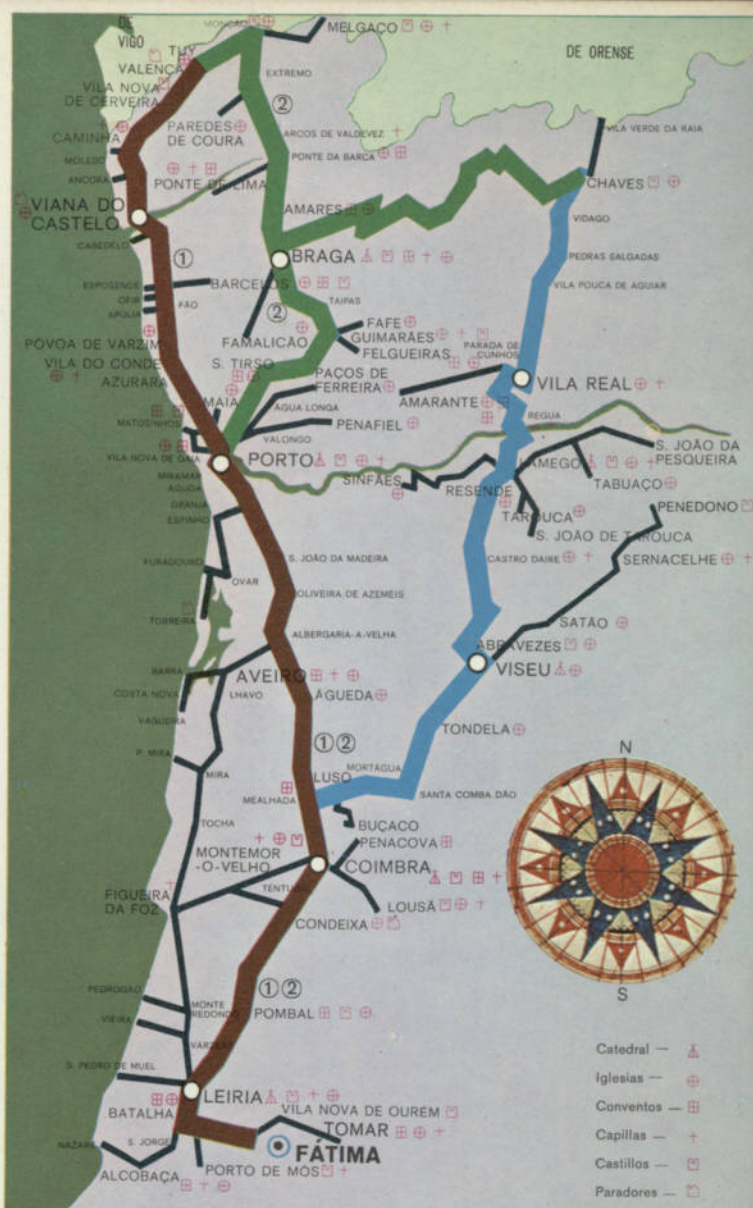 DE
VIGO
MONÇÃO
MELGAÇO
DE ORENSE
TUY
VALENÇA
EXTREMO
VILA NOVA
DE CERVEIRA
②
PAREDES
DE COURA
ARCOS DE VALDEVEZ
VILA VERDE DA RAIA
CAMINHA
MOLEDO
PONTE DA BARCA
ANCORA
PONTE DE LIMA
CHAVES
VIANA DO
CASTELO
AMARES
VIDAGO
CABEDELO
①
BRAGA
PEDRAS SALGADAS
ESPOSENDE
BARCELOS
VILA POUCA DE AGUIAR
OFIR
FÃO
APÚLIA
②
TAIPAS
FAMALICÃO
FAFE
GUIMARÃES
FELGUEIRAS
PARADA DE
CUNHOS
PÓVOA DE VARZIM
VILA DO CONDE
AZURARA
S. TIRSO
PAÇOS DE
FERREIRA
VILA REAL
MAIA
AGUA LONGA
AMARANTE
REGUA
MATOSINHOS
VALONGO
PENAFIEL
VILA NOVA DE GAIA
PORTO
LAMEGO
S. JOÃO DA
PESQUEIRA
MIRAMAR
AGUDA
SINFÃES
RESENDE
TABUAÇO
GRANJA
ESPINHO
TAROUCA
PENEDONO
S. JOÃO DE TAROUCA
FURADOURO
S. JOÃO DA MADEIRA
CASTRO DAIRE
SERNACELHE
OVAR
OLIVEIRA DE AZEMEIS
TORREIRA
SATÃO
ALBERGARIA-A-VELHA
ABRAVEZES
BARRA
AVEIRO
VISEU
COSTA NOVA
ILHAVO
ÁGUEDA
VAGUEIRA
TONDELA
①②
P. MIRA
MIRA
LUSO
MORTÁGUA
N
MEALHADA
SANTA COMBA DÃO
TOCHA
BUÇACO
PENACOVA
MONTEMOR
-O-VELHO
COIMBRA
FIGUEIRA
DA FOZ
TENTUGAL
LOUSÃ
CONDEIXA
PEDROGÃO
①②
S
MONTE
REDONDO
POMBAL
VIEIRA
VARZEAS
Catedral —
S. PEDRO DE MUEL
Iglesias —
LEIRIA
Conventos —
BATALHA
VILA NOVA DE OUREM
Capillas —
TOMAR
NAZARÉ
S. JORGE
FÁTIMA
Castillos —
ALCOBAÇA
PORTO DE MÓS
Paradores —